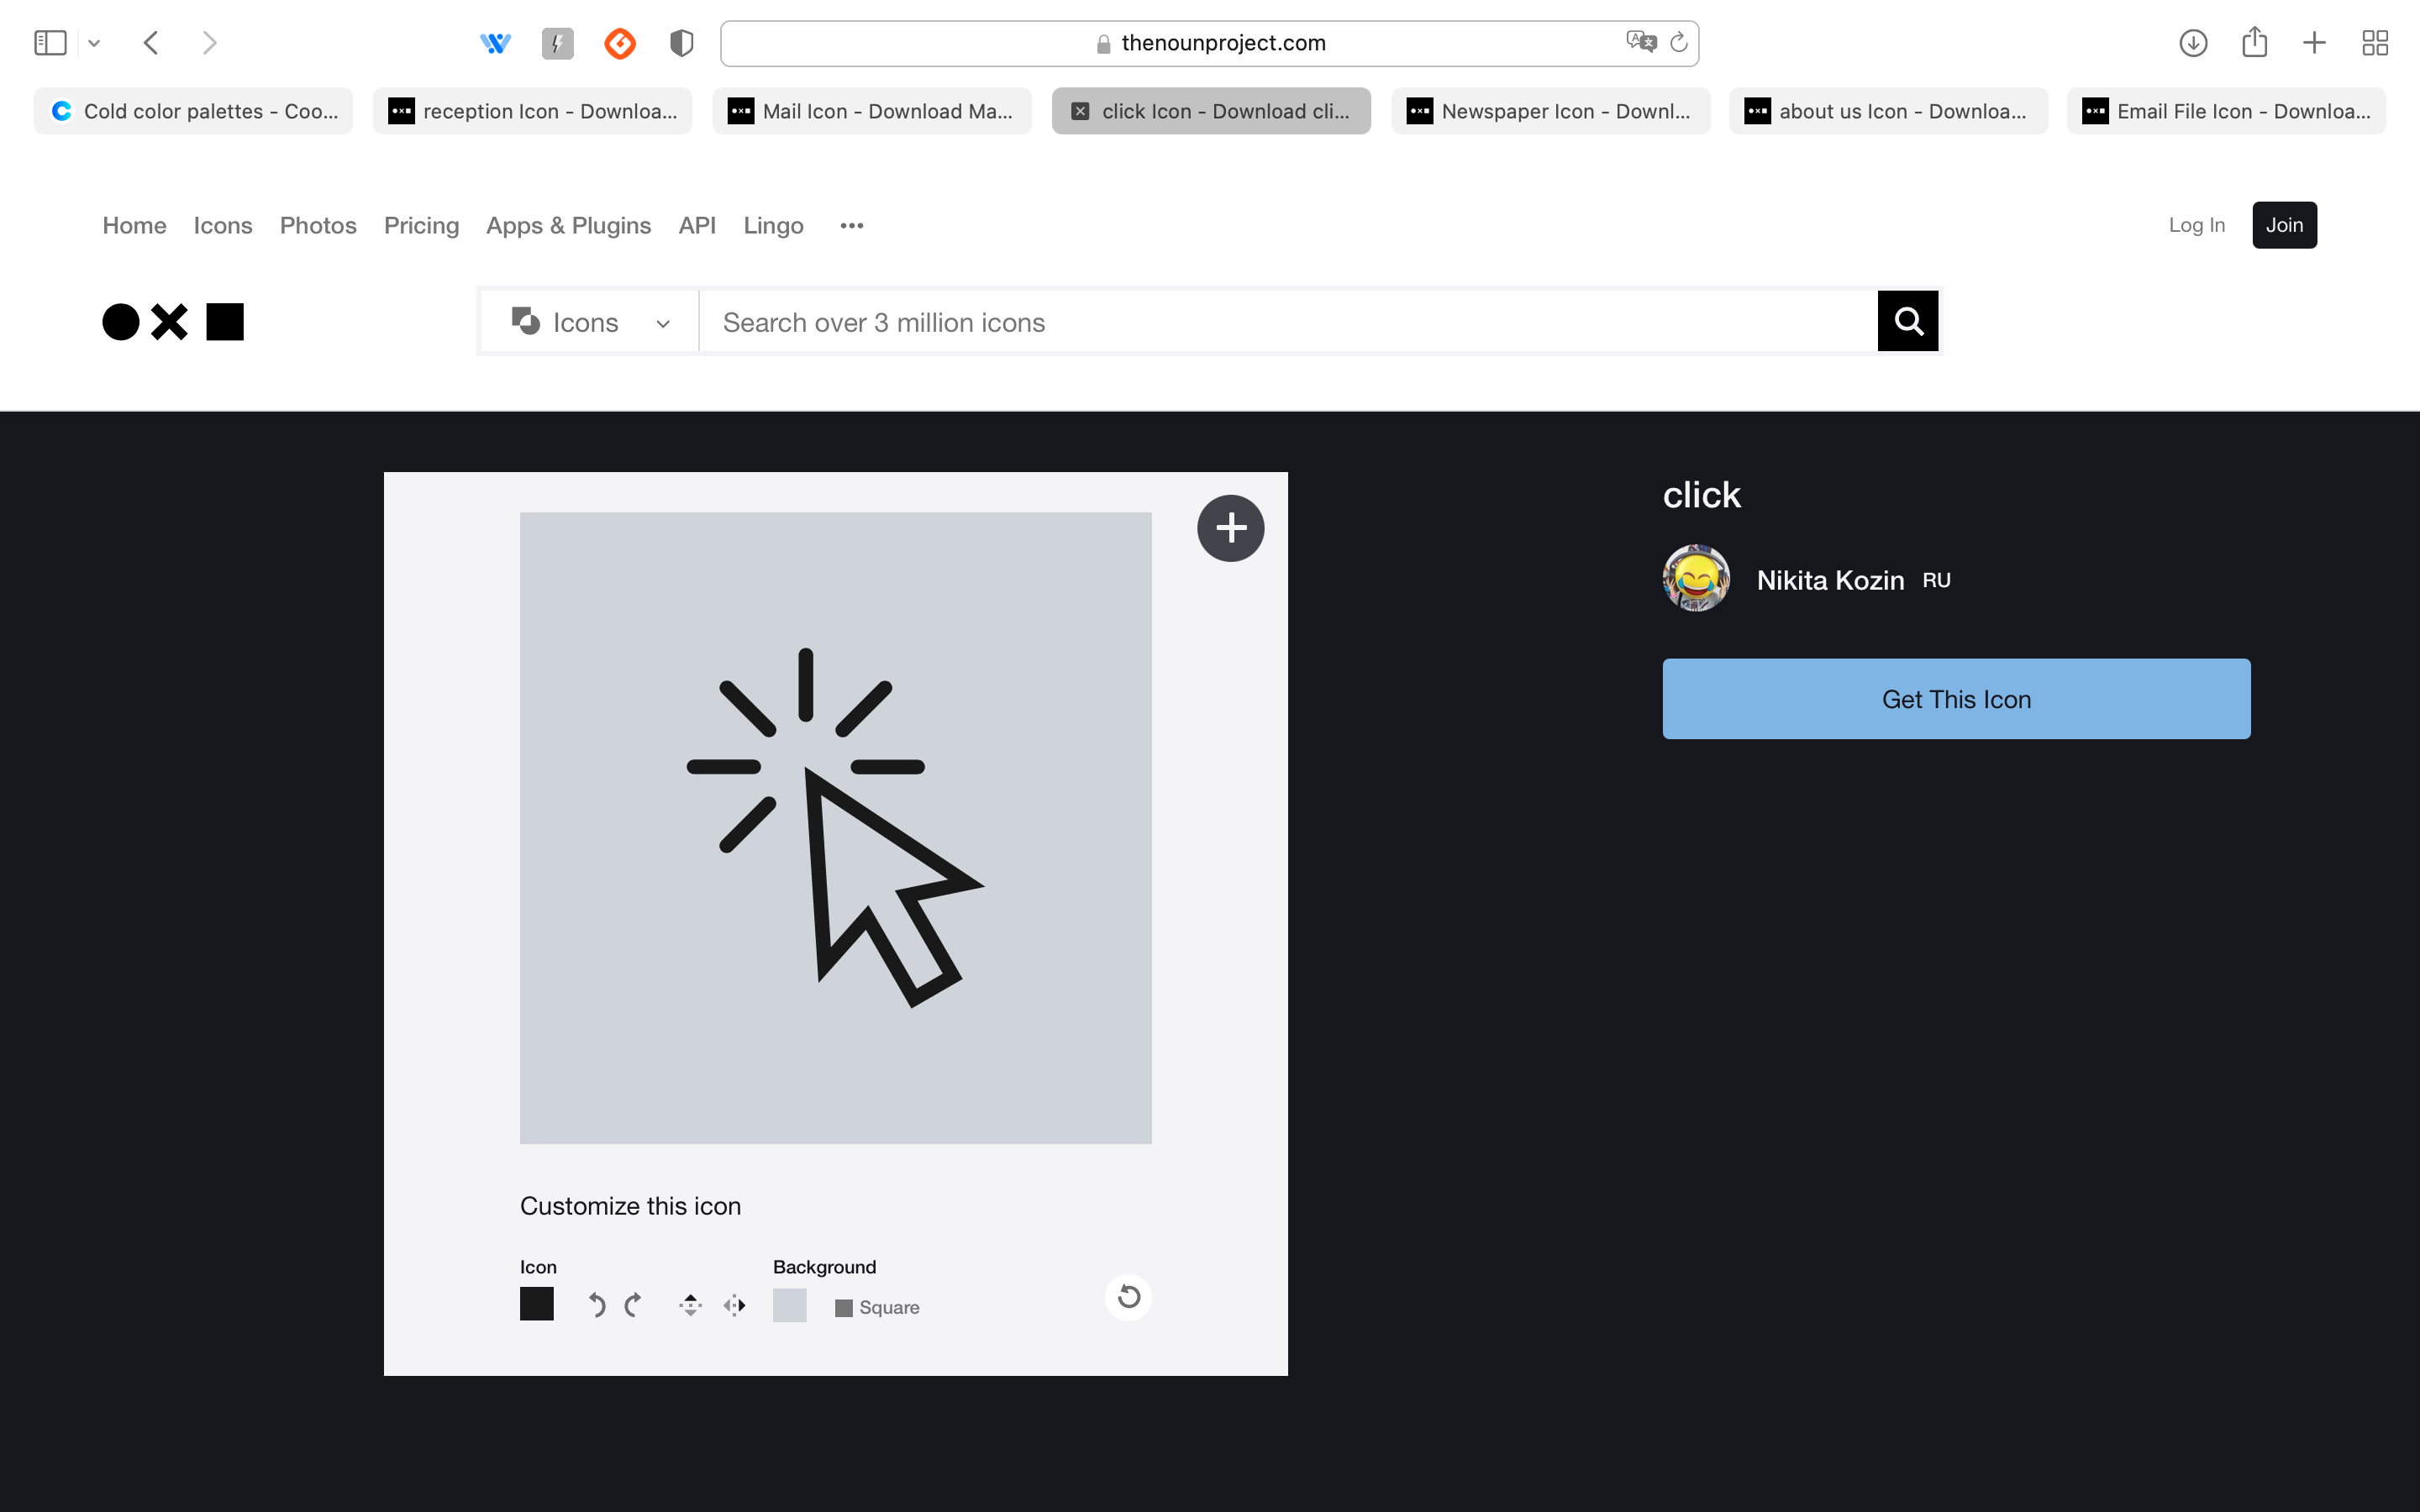 thenounproject.com
Cold color palettes - Coo...
reception Icon - Downloa...
Mail Icon - Download Ma...
click Icon - Download cli...
Newspaper Icon - Downl...
about us Icon - Downloa...
Email File Icon - Downloa...
Home Icons Photos Pricing Apps & Plugins API Lingo •••
Log In Join
Icons Search over 3 million icons
click
Nikita Kozin RU
Get This Icon
Customize this icon
Icon Background
Square